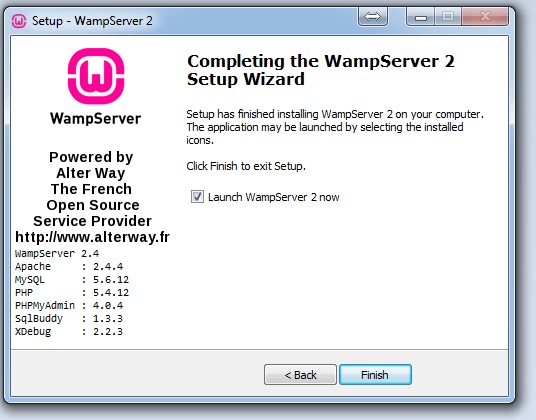 Setup - WampServer 2
Completing the WampServer 2
Setup Wizard
Setup has finished installing WampServer 2 on your computer.
The application may be launched by selecting the installed
icons.
Click Finish to exit Setup.
Launch WampServer 2 now
WampServer
Powered by
Alter Way
The French
Open Source
Service Provider
http://www.alterway.fr
WampServer 2.4
Apache : 2.4.4
MySQL : 5.6.12
PHP : 5.4.12
PHPMyAdmin : 4.0.4
SqlBuddy : 1.3.3
XDebug : 2.2.3
< Back
Finish